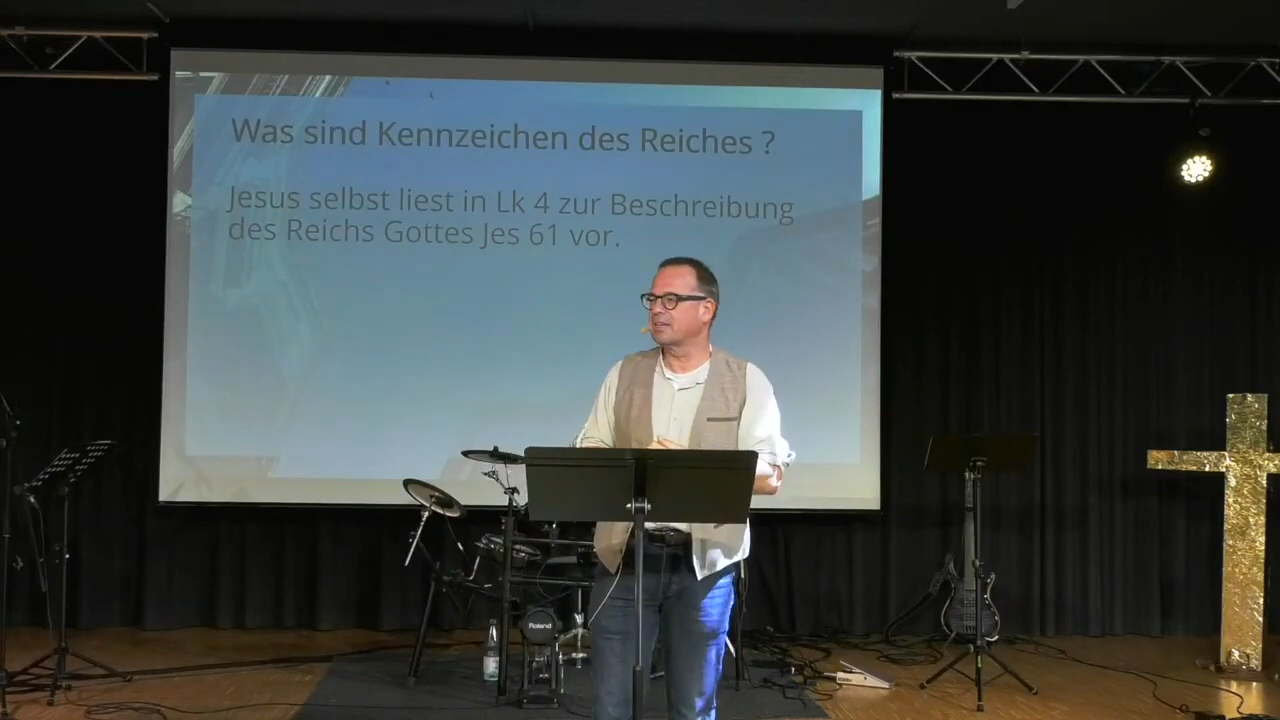 Was sind Kennzeichen des Reiches ?
Jesus selbst liest in Lk 4 zur Beschreibung
des Reichs Gottes Jes 61 vor.
Roland